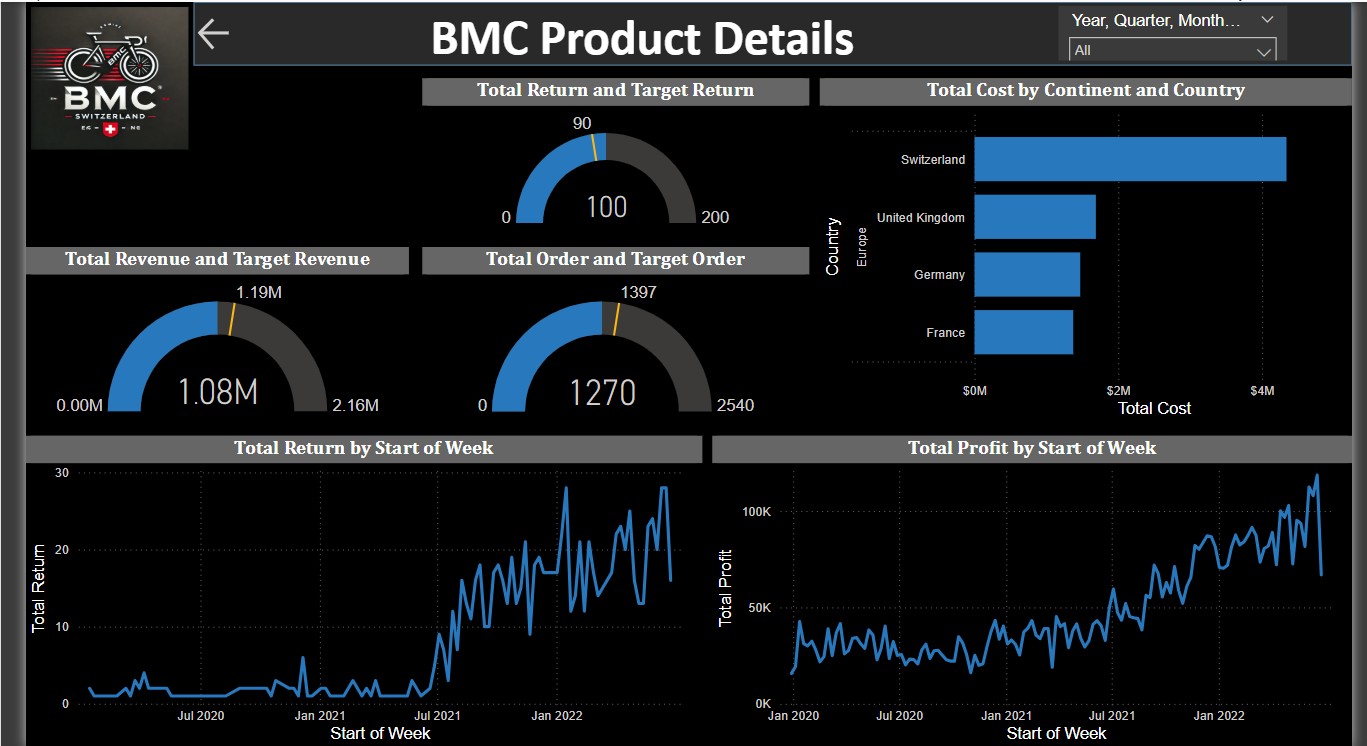 BMC Product Details
Year, Quarter, Month...
All
BMC
BMC
SWITZERLAND
Total Return and Target Return
90
0
100
200
Total Cost by Continent and Country
Country
Europe
Switzerland
United Kingdom
Germany
France
$0M
$2M
$4M
Total Cost
Total Revenue and Target Revenue
1.19M
0.00M
1.08M
2.16M
Total Order and Target Order
1397
0
1270
2540
Total Return by Start of Week
Total Return
30
20
10
0
Jul 2020
Jan 2021
Jul 2021
Jan 2022
Start of Week
Total Profit by Start of Week
Total Profit
100K
50K
0K
Jan 2020
Jul 2020
Jan 2021
Jul 2021
Jan 2022
Start of Week